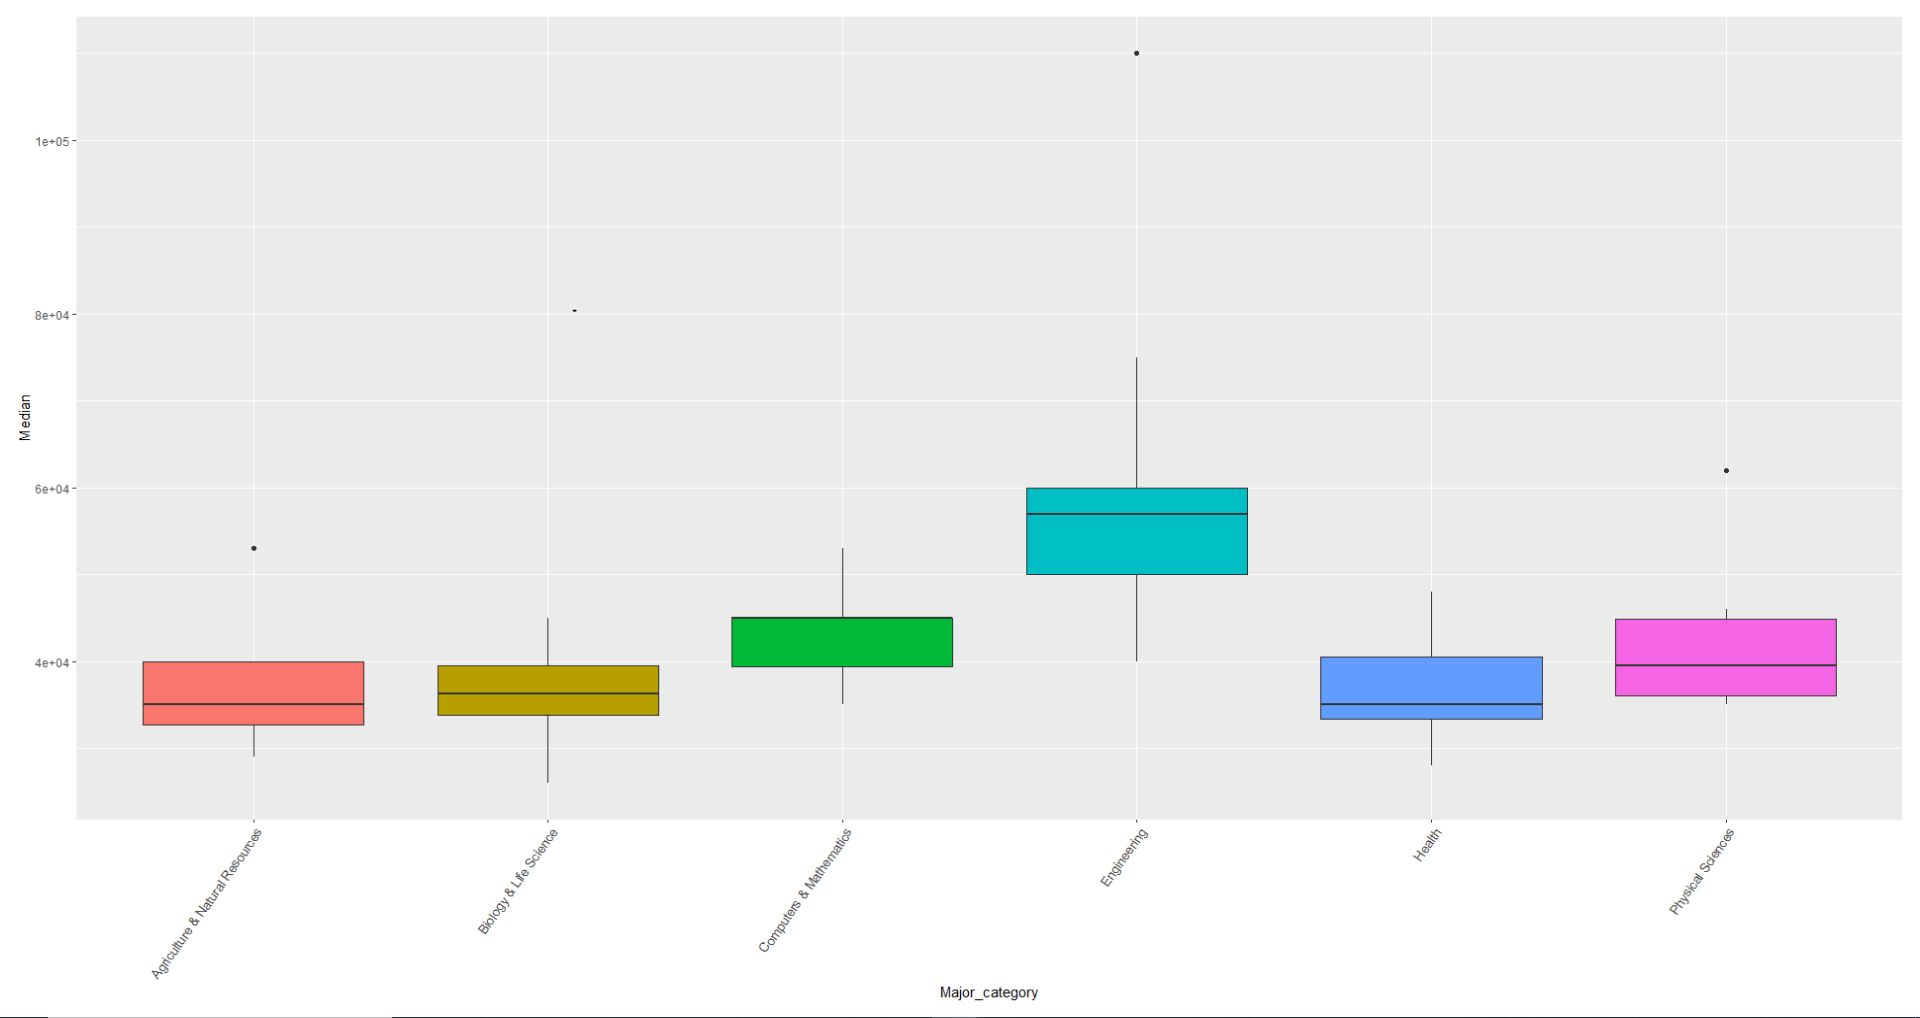 1e+05
8e+04
6e+04
4e+04
Median
Agriculture & Natural Resources
Biology & Life Science
Computers & Mathematics
Engineering
Health
Physical Sciences
Major_category